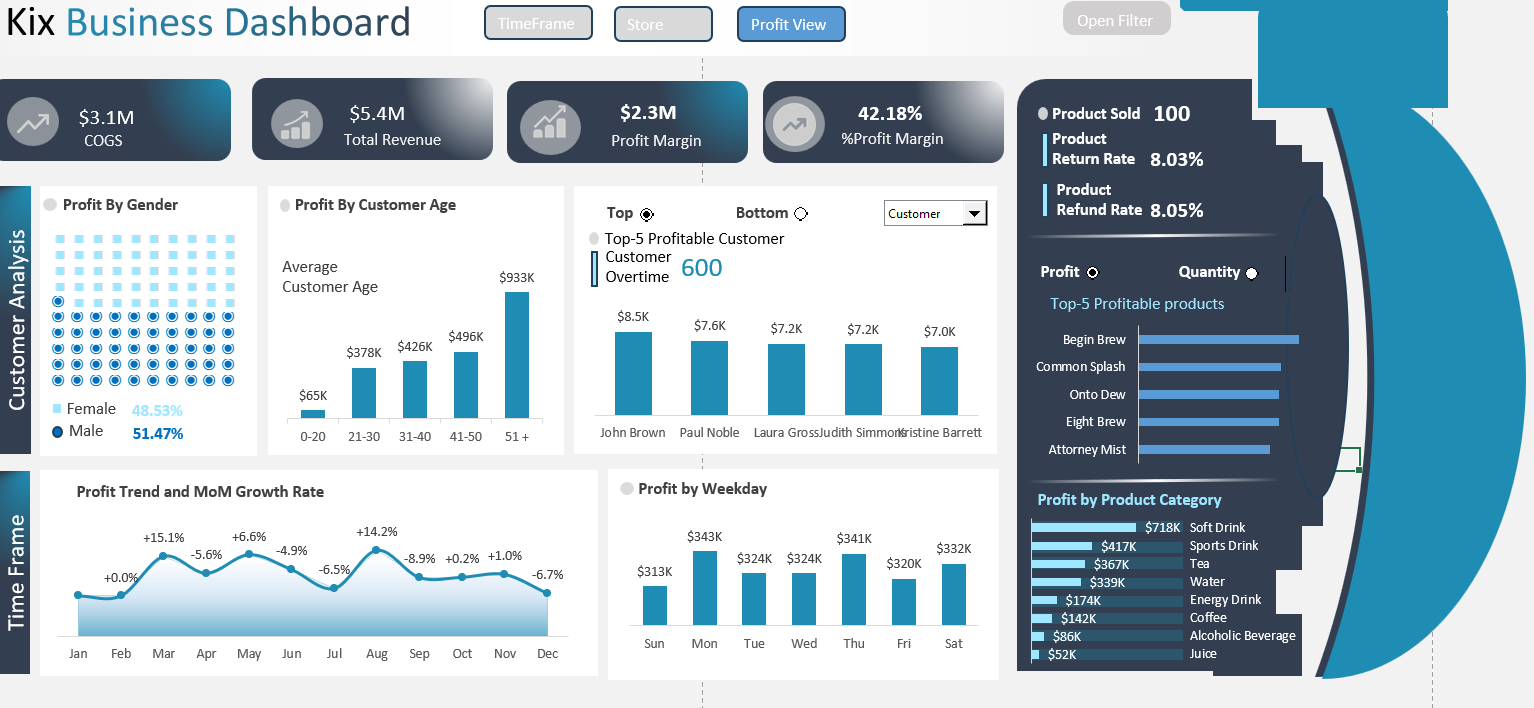 Kix Business Dashboard
TimeFrame
Store
Profit View
Open Filter
$3.1M
COGS
$5.4M
Total Revenue
$2.3M
Profit Margin
42.18%
%Profit Margin
Product Sold 100
Product
Return Rate 8.03%
Product
Refund Rate 8.05%
Customer Analysis
Profit By Gender
Female 48.53%
Male 51.47%
Profit By Customer Age
Average
Customer Age
$65K
$378K
$426K
$496K
$933K
0-20
21-30
31-40
41-50
51 +
Top
Bottom
Customer
Top-5 Profitable Customer
Customer
Overtime 600
$8.5K
$7.6K
$7.2K
$7.2K
$7.0K
John Brown
Paul Noble
Laura Gross
Judith Simmons
Kristine Barrett
Profit
Quantity
Top-5 Profitable products
Begin Brew
Common Splash
Onto Dew
Eight Brew
Attorney Mist
Time Frame
Profit Trend and MoM Growth Rate
+0.0%
+15.1%
-5.6%
+6.6%
-4.9%
-6.5%
+14.2%
-8.9%
+0.2%
+1.0%
-6.7%
Jan
Feb
Mar
Apr
May
Jun
Jul
Aug
Sep
Oct
Nov
Dec
Profit by Weekday
$313K
$343K
$324K
$324K
$341K
$320K
$332K
Sun
Mon
Tue
Wed
Thu
Fri
Sat
Profit by Product Category
$718K Soft Drink
$417K Sports Drink
$367K Tea
$339K Water
$174K Energy Drink
$142K Coffee
$86K Alcoholic Beverage
$52K Juice